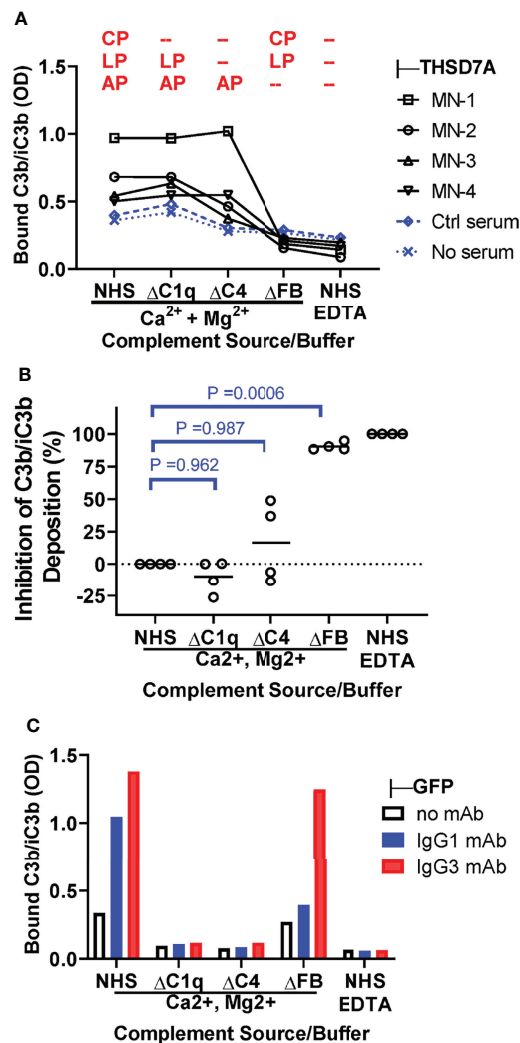 A
CP -- -- CP --
LP LP -- LP --
AP AP AP -- --
THSD7A
MN-1
MN-2
MN-3
MN-4
Ctrl serum
No serum
Bound C3b/iC3b (OD)
1.5
1.0
0.5
0.0
NHS ΔC1q ΔC4 ΔFB NHS
EDTA
Ca2+ + Mg2+
Complement Source/Buffer
B
P =0.0006
P =0.987
P =0.962
Inhibition of C3b/iC3b
Deposition (%)
100
75
50
25
0
-25
NHS ΔC1q ΔC4 ΔFB NHS
EDTA
Ca2+, Mg2+
Complement Source/Buffer
C
GFP
no mAb
IgG1 mAb
IgG3 mAb
Bound C3b/iC3b (OD)
1.5
1.0
0.5
0.0
NHS ΔC1q ΔC4 ΔFB NHS
EDTA
Ca2+, Mg2+
Complement Source/Buffer